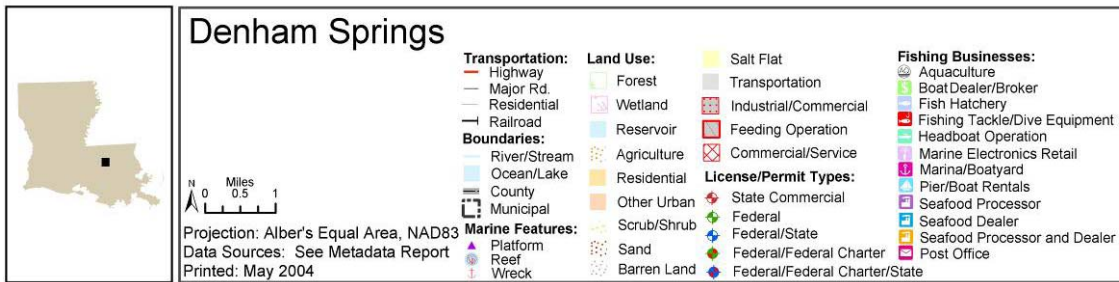 Denham Springs
N
Miles
0 0.5 1
Projection: Alber's Equal Area, NAD83
Data Sources: See Metadata Report
Printed: May 2004
Transportation:
Highway
Major Rd.
Residential
Railroad
Boundaries:
River/Stream
Ocean/Lake
County
Municipal
Marine Features:
Platform
Reef
Wreck
Land Use:
Forest
Wetland
Reservoir
Agriculture
Residential
Other Urban
Scrub/Shrub
Sand
Barren Land
Salt Flat
Transportation
Industrial/Commercial
Feeding Operation
Commercial/Service
License/Permit Types:
State Commercial
Federal
Federal/State
Federal/Federal Charter
Federal/Federal Charter/State
Fishing Businesses:
Aquaculture
Boat Dealer/Broker
Fish Hatchery
Fishing Tackle/Dive Equipment
Headboat Operation
Marine Electronics Retail
Marina/Boatyard
Pier/Boat Rentals
Seafood Processor
Seafood Dealer
Seafood Processor and Dealer
Post Office